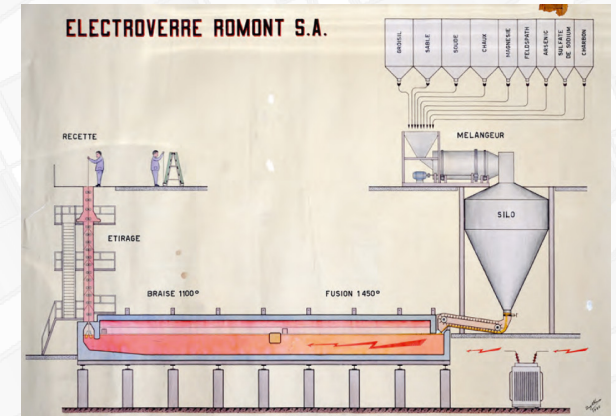 ELECTROVERRE ROMONT S.A.
GROISIL
SABLE
SOUDE
CHAUX
MAGNESIE
FELDSPATH
ARSENIC
SULFATE
DE SODIUM
CHARBON
RECETTE
MELANGEUR
ETIRAGE
SILO
BRAISE 1100°
FUSION 1450°